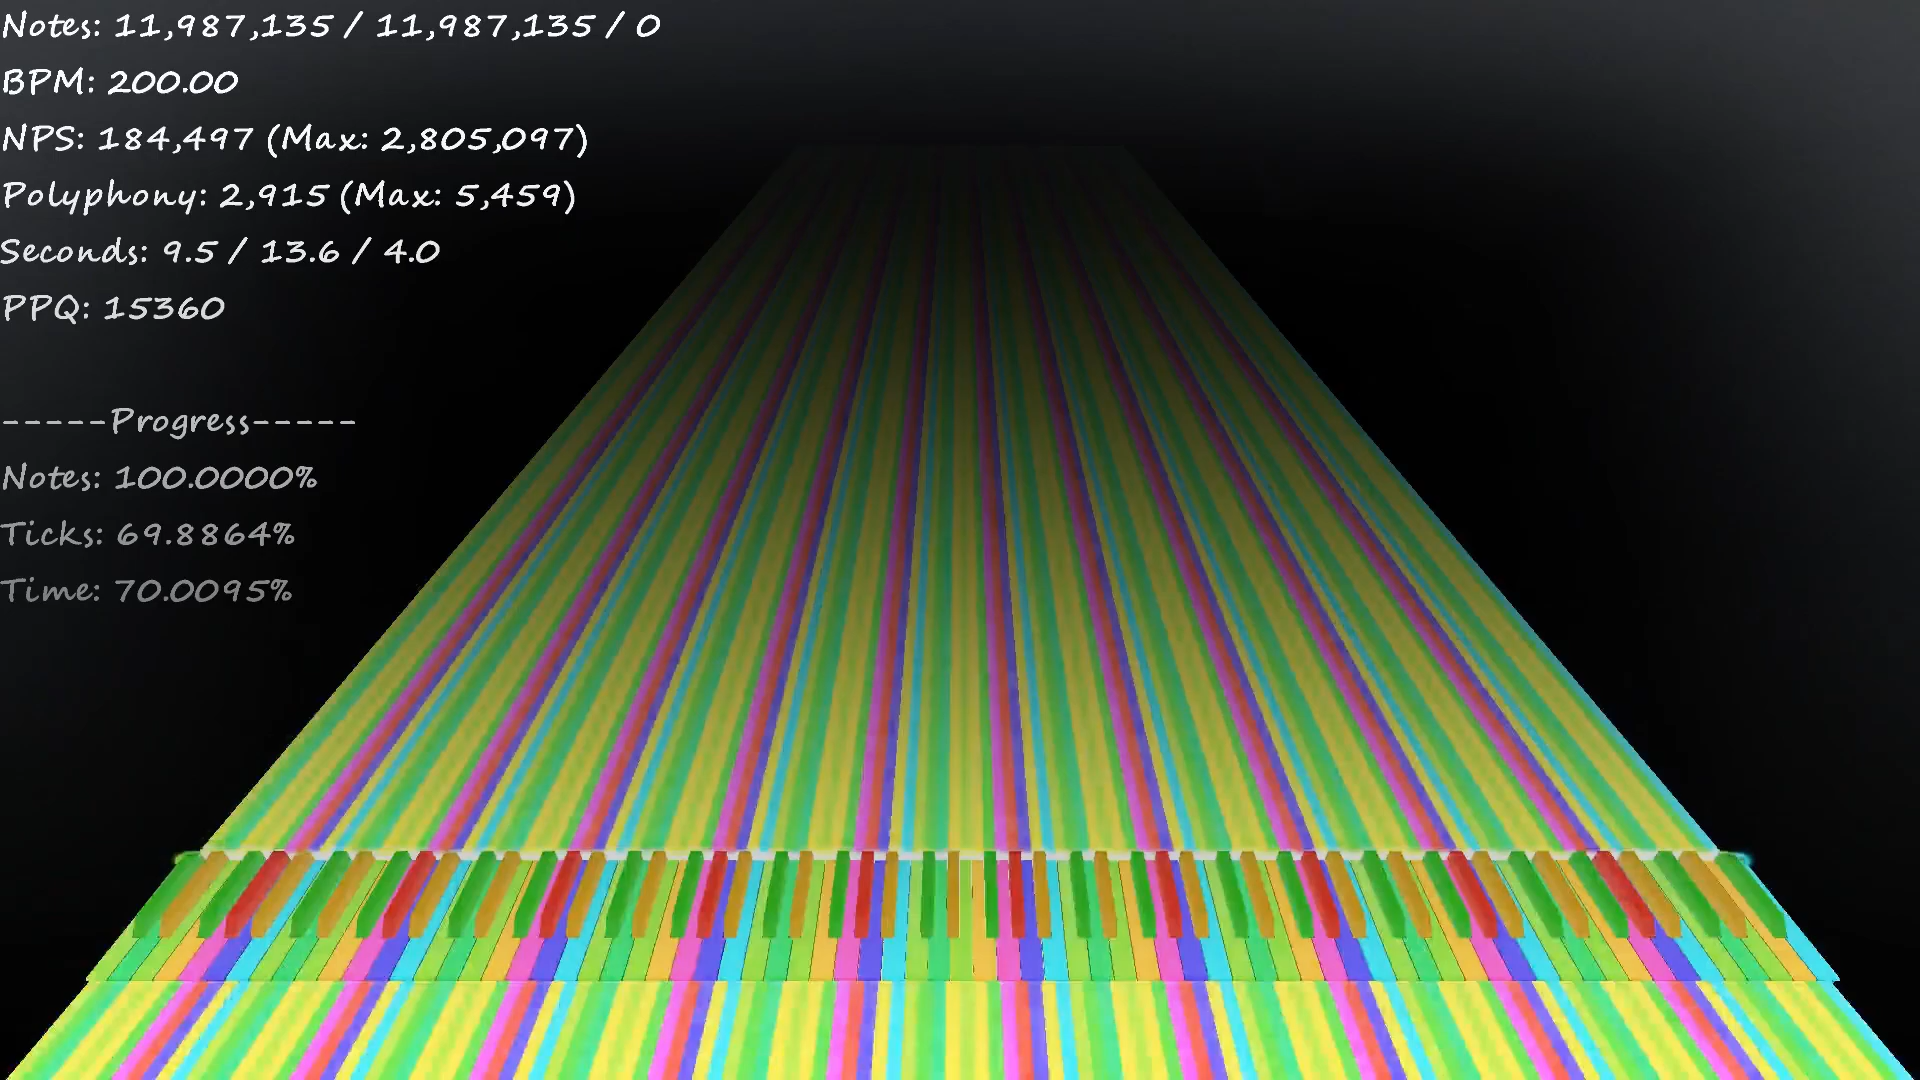 Notes: 11,987,135 / 11,987,135 / 0
BPM: 200.00
NPS: 184,497 (Max: 2,805,097)
Polyphony: 2,915 (Max: 5,459)
Seconds: 9.5 / 13.6 / 4.0
PPQ: 15360
-----Progress-----
Notes: 100.0000%
Ticks: 69.8864%
Time: 70.0095%